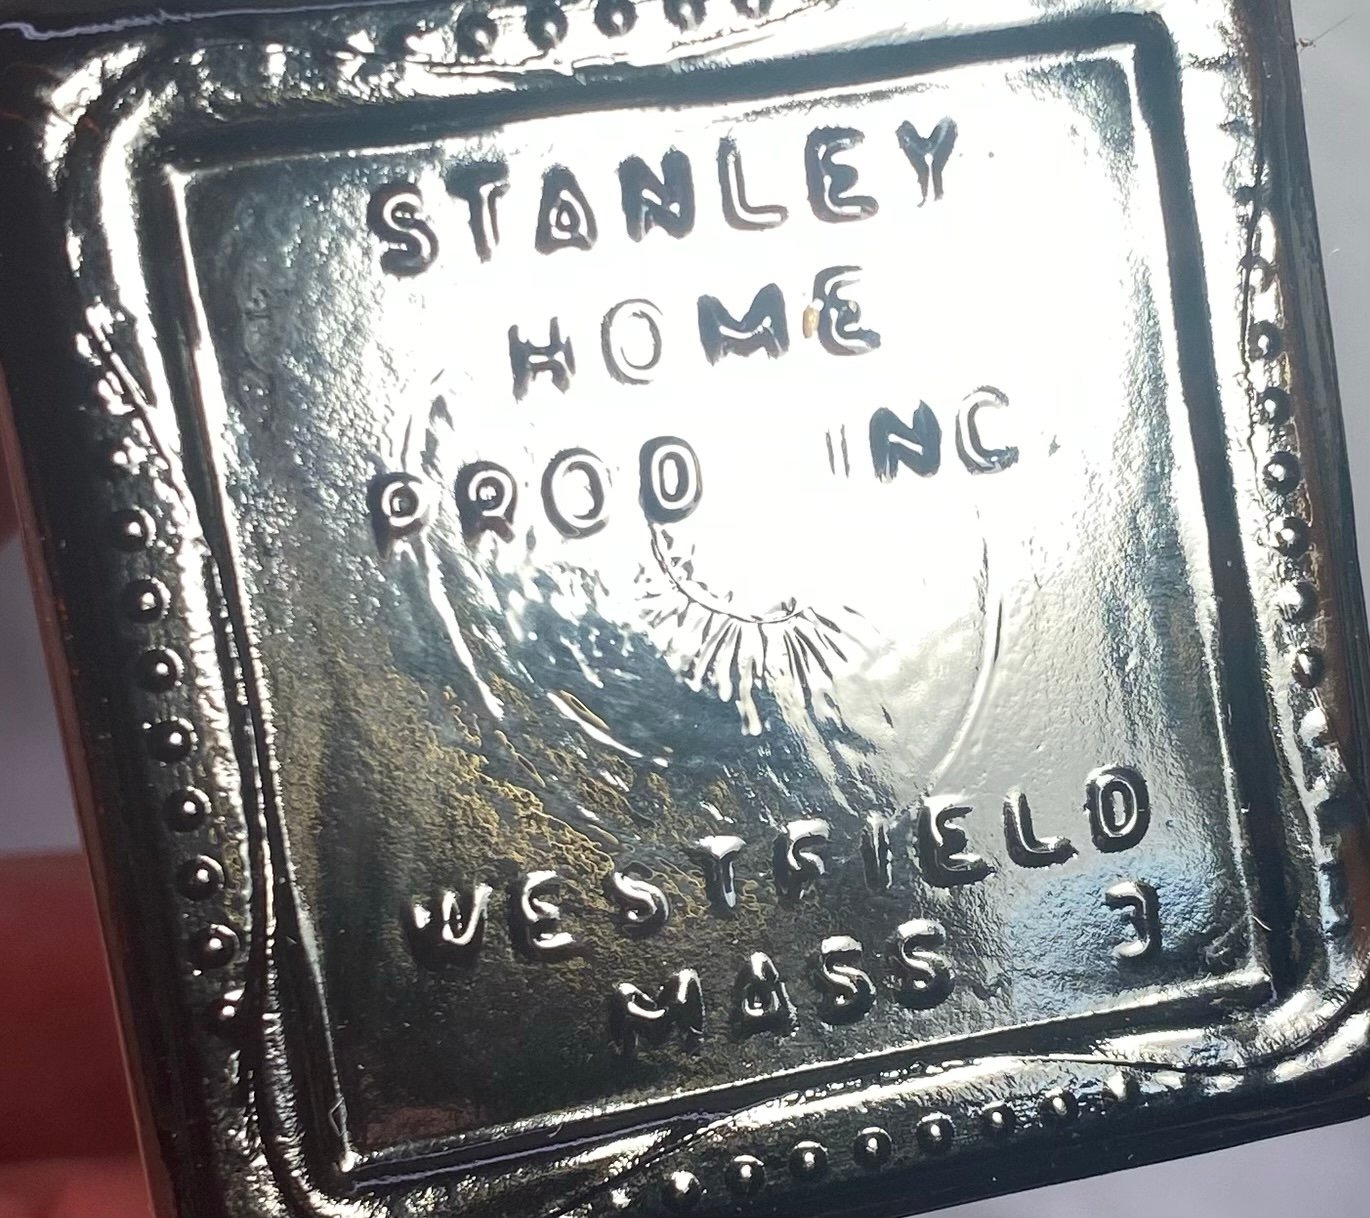 STANLEY
HOME
PROD INC
WESTFIELD
MASS 3